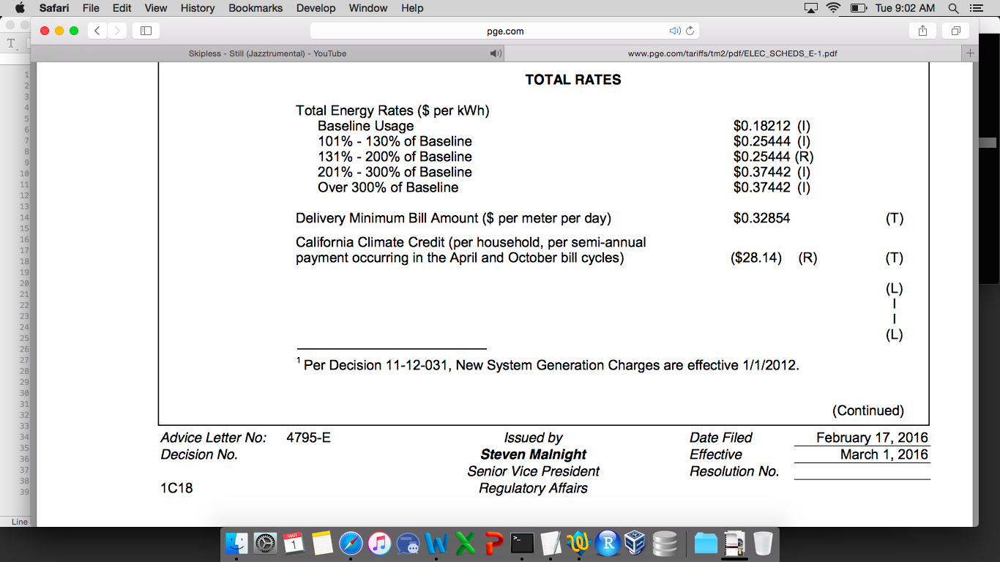 Safari File Edit View History Bookmarks Develop Window Help Tue 9:02 AM
pge.com
Skipless - Still (Jazztrumental) - YouTube
www.pge.com/tariffs/tm2/pdf/ELEC_SCHEDS_E-1.pdf
T
1
2
3
4
5
6
7
8
9
10
11
12
13
14
15
16
17
18
19
20
21
22
23
24
25
26
27
28
29
30
31
32
33
34
35
36
37
38
39
Line
TOTAL RATES
Total Energy Rates ($ per kWh)
Baseline Usage $0.18212 (I)
101% - 130% of Baseline $0.25444 (I)
131% - 200% of Baseline $0.25444 (R)
201% - 300% of Baseline $0.37442 (I)
Over 300% of Baseline $0.37442 (I)
Delivery Minimum Bill Amount ($ per meter per day) $0.32854 (T)
California Climate Credit (per household, per semi-annual
payment occurring in the April and October bill cycles) ($28.14) (R) (T)
(L)
I
I
(L)
1 Per Decision 11-12-031, New System Generation Charges are effective 1/1/2012.
(Continued)
Advice Letter No: 4795-E Issued by Date Filed February 17, 2016
Decision No. Steven Malnight Effective March 1, 2016
Senior Vice President Resolution No.
1C18 Regulatory Affairs
MAR
1
R